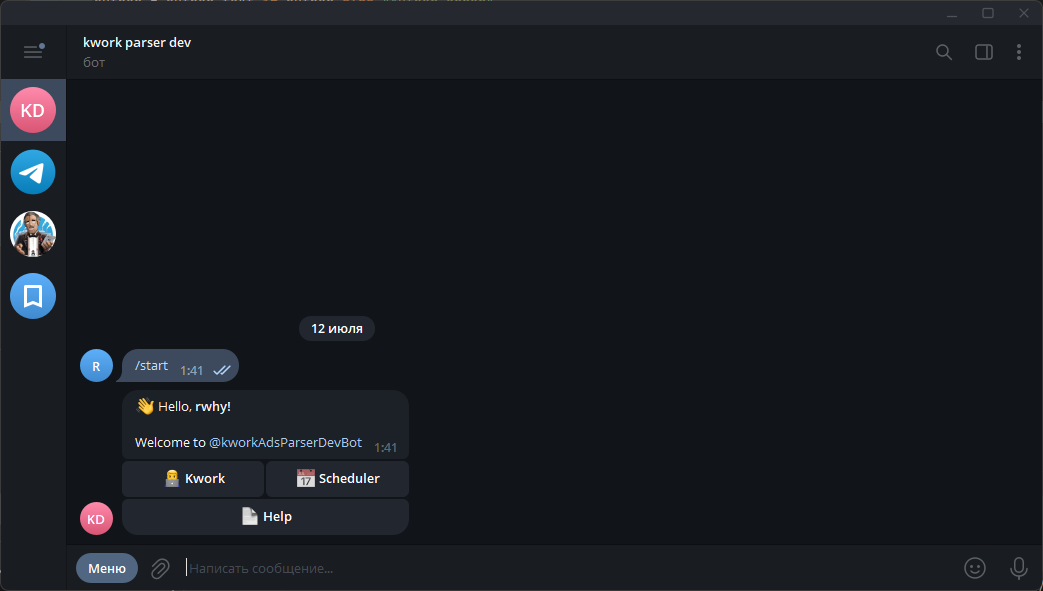 kwork parser dev
бот
KD
12 июля
R
/start 1:41
👋 Hello, rwhy!
Welcome to @kworkAdsParserDevBot 1:41
Kwork
17 Scheduler
KD
Help
Меню
Написать сообщение...